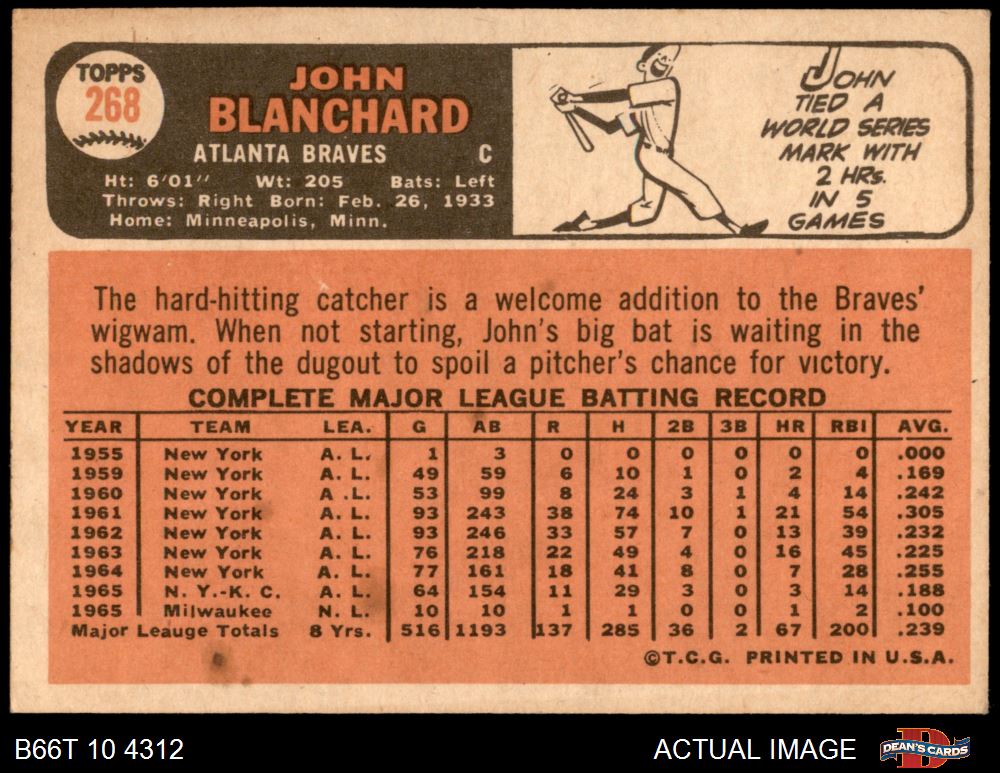 TOPPS
268
JOHN
BLANCHARD
ATLANTA BRAVES C
Ht: 6'01" Wt: 205 Bats: Left
Throws: Right Born: Feb. 26, 1933
Home: Minneapolis, Minn.
JOHN
TIED A
WORLD SERIES
MARK WITH
2 HRs.
IN 5
GAMES
The hard-hitting catcher is a welcome addition to the Braves'
wigwam. When not starting, John's big bat is waiting in the
shadows of the dugout to spoil a pitcher's chance for victory.
COMPLETE MAJOR LEAGUE BATTING RECORD
YEAR TEAM LEA. G AB R H 2B 3B HR RBI AVG.
1955 New York A. L. 1 3 0 0 0 0 0 0 .000
1959 New York A. L. 49 59 6 10 1 0 2 4 .169
1960 New York A .L. 53 99 8 24 3 1 4 14 .242
1961 New York A. L. 93 243 38 74 10 1 21 54 .305
1962 New York A. L. 93 246 33 57 7 0 13 39 .232
1963 New York A. L. 76 218 22 49 4 0 16 45 .225
1964 New York A. L. 77 161 18 41 8 0 7 28 .255
1965 N. Y.-K. C. A. L. 64 154 11 29 3 0 3 14 .188
1965 Milwaukee N. L. 10 10 1 1 0 0 1 2 .100
Major Leauge Totals 8 Yrs. 516 1193 137 285 36 2 67 200 .239
©T.C.G. PRINTED IN U.S.A.
B66T 10 4312 ACTUAL IMAGE DEAN'S CARDS